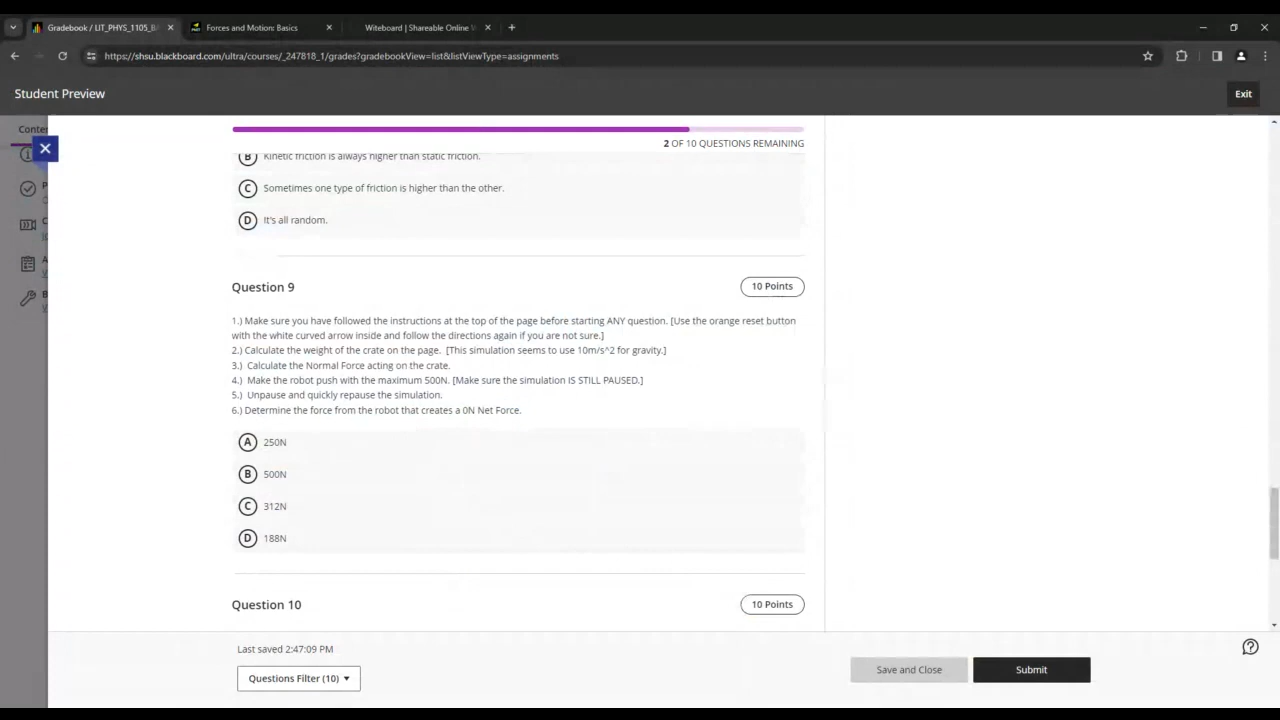 Gradebook / LIT_PHYS_1105_B
Forces and Motion: Basics
Witeboard | Shareable Online
https://shsu.blackboard.com/ultra/courses/_247818_1/grades?gradebookView=list&listViewType=assignments
Student Preview
Exit
Conter
2 OF 10 QUESTIONS REMAINING
B Kinetic friction is always higher than static friction.
C Sometimes one type of friction is higher than the other.
D It's all random.
Question 9
10 Points
1.) Make sure you have followed the instructions at the top of the page before starting ANY question. [Use the orange reset button
with the white curved arrow inside and follow the directions again if you are not sure.]
2.) Calculate the weight of the crate on the page. [This simulation seems to use 10m/s^2 for gravity.]
3.) Calculate the Normal Force acting on the crate.
4.) Make the robot push with the maximum 500N. [Make sure the simulation IS STILL PAUSED.]
5.) Unpause and quickly repause the simulation.
6.) Determine the force from the robot that creates a 0N Net Force.
A 250N
B 500N
C 312N
D 188N
Question 10
10 Points
Last saved 2:47:09 PM
Questions Filter (10)
Save and Close
Submit